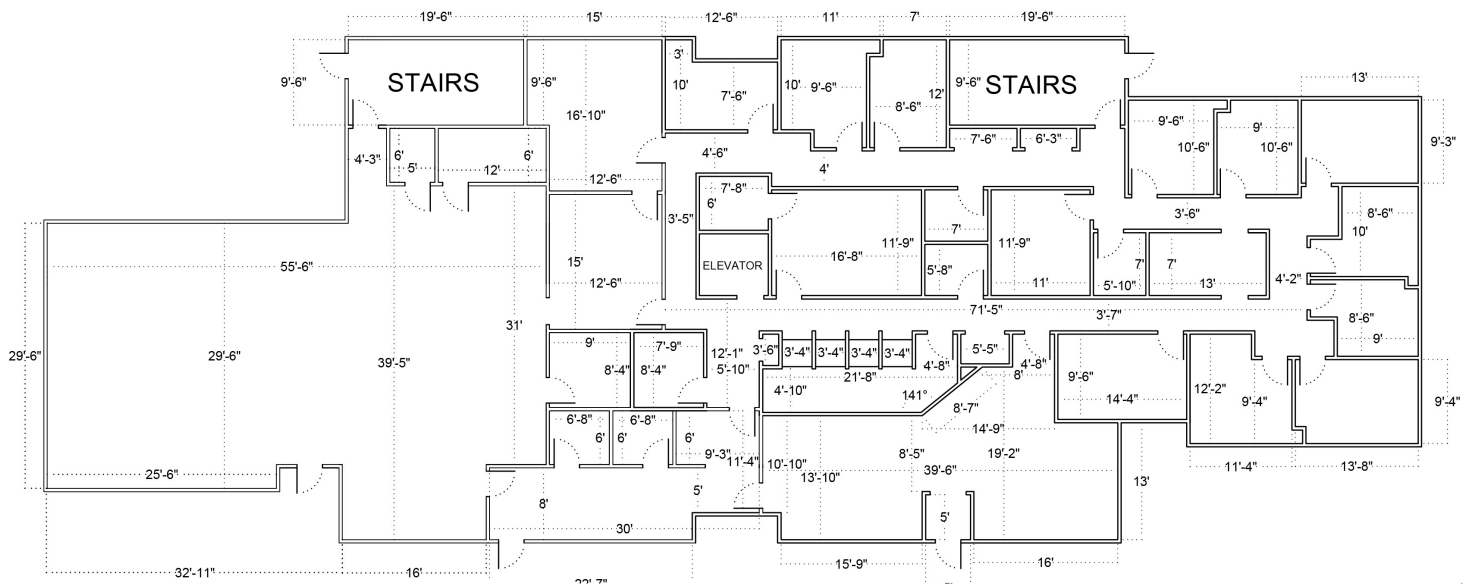 19'-6" 15' 12'-6" 11' 7' 19'-6"
9'-6" STAIRS 9'-6" 3' 10' 7'-6" 10' 9'-6" 12' 8'-6" 9'-6" STAIRS 13'
16'-10" 9'-6" 10'-6" 9' 10'-6" 9'-3"
4'-3" 6' 5' 6' 12' 12'-6" 4'-6" 4' 7'-6" 6'-3"
7'-8" 6' 3'-5" 3'-6" 8'-6" 10'
11'-9" 16'-8" 7' 11'-9" 5'-8" 11' 7' 5'-10" 7' 13' 4'-2"
55'-6" 15' 12'-6" ELEVATOR
71'-5" 3'-7" 8'-6" 9'
29'-6" 29'-6" 39'-5" 31' 9' 8'-4" 7'-9" 8'-4" 12'-1" 5'-10"
3'-6" 3'-4" 3'-4" 3'-4" 3'-4" 4'-8" 5'-5" 4'-8" 8'
21'-8" 4'-10" 141° 8'-7" 9'-6" 14'-4" 12'-2" 9'-4" 9'-4"
6'-8" 6' 6' 6'-8" 6' 9'-3" 11'-4" 14'-9"
25'-6" 10'-10" 13'-10" 8'-5" 39'-6" 19'-2" 13' 11'-4" 13'-8"
8' 30' 5' 5'
32'-11" 16' 15'-9" 16'